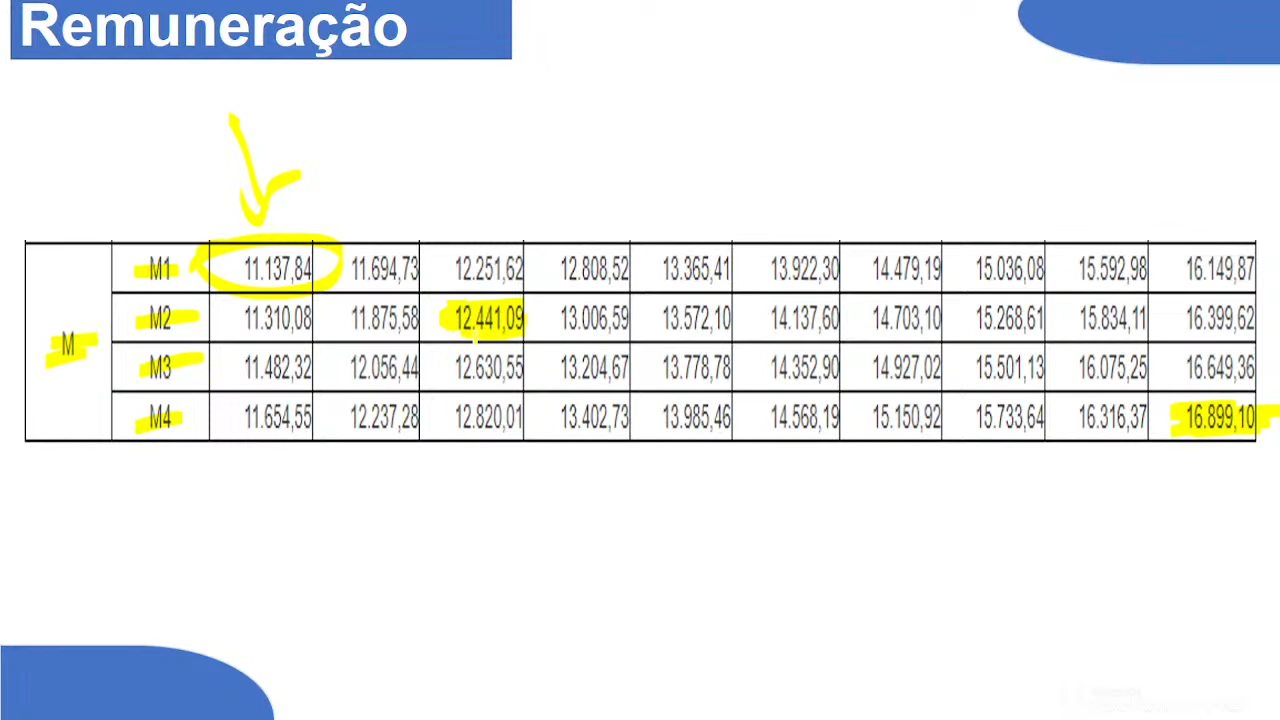 Remuneração
M1 11.137,84 11.694,73 12.251,62 12.808,52 13.365,41 13.922,30 14.479,19 15.036,08 15.592,98 16.149,87
M2 11.310,08 11.875,58 12.441,09 13.006,59 13.572,10 14.137,60 14.703,10 15.268,61 15.834,11 16.399,62
M
M3 11.482,32 12.056,44 12.630,55 13.204,67 13.778,78 14.352,90 14.927,02 15.501,13 16.075,25 16.649,36
M4 11.654,55 12.237,28 12.820,01 13.402,73 13.985,46 14.568,19 15.150,92 15.733,64 16.316,37 16.899,10